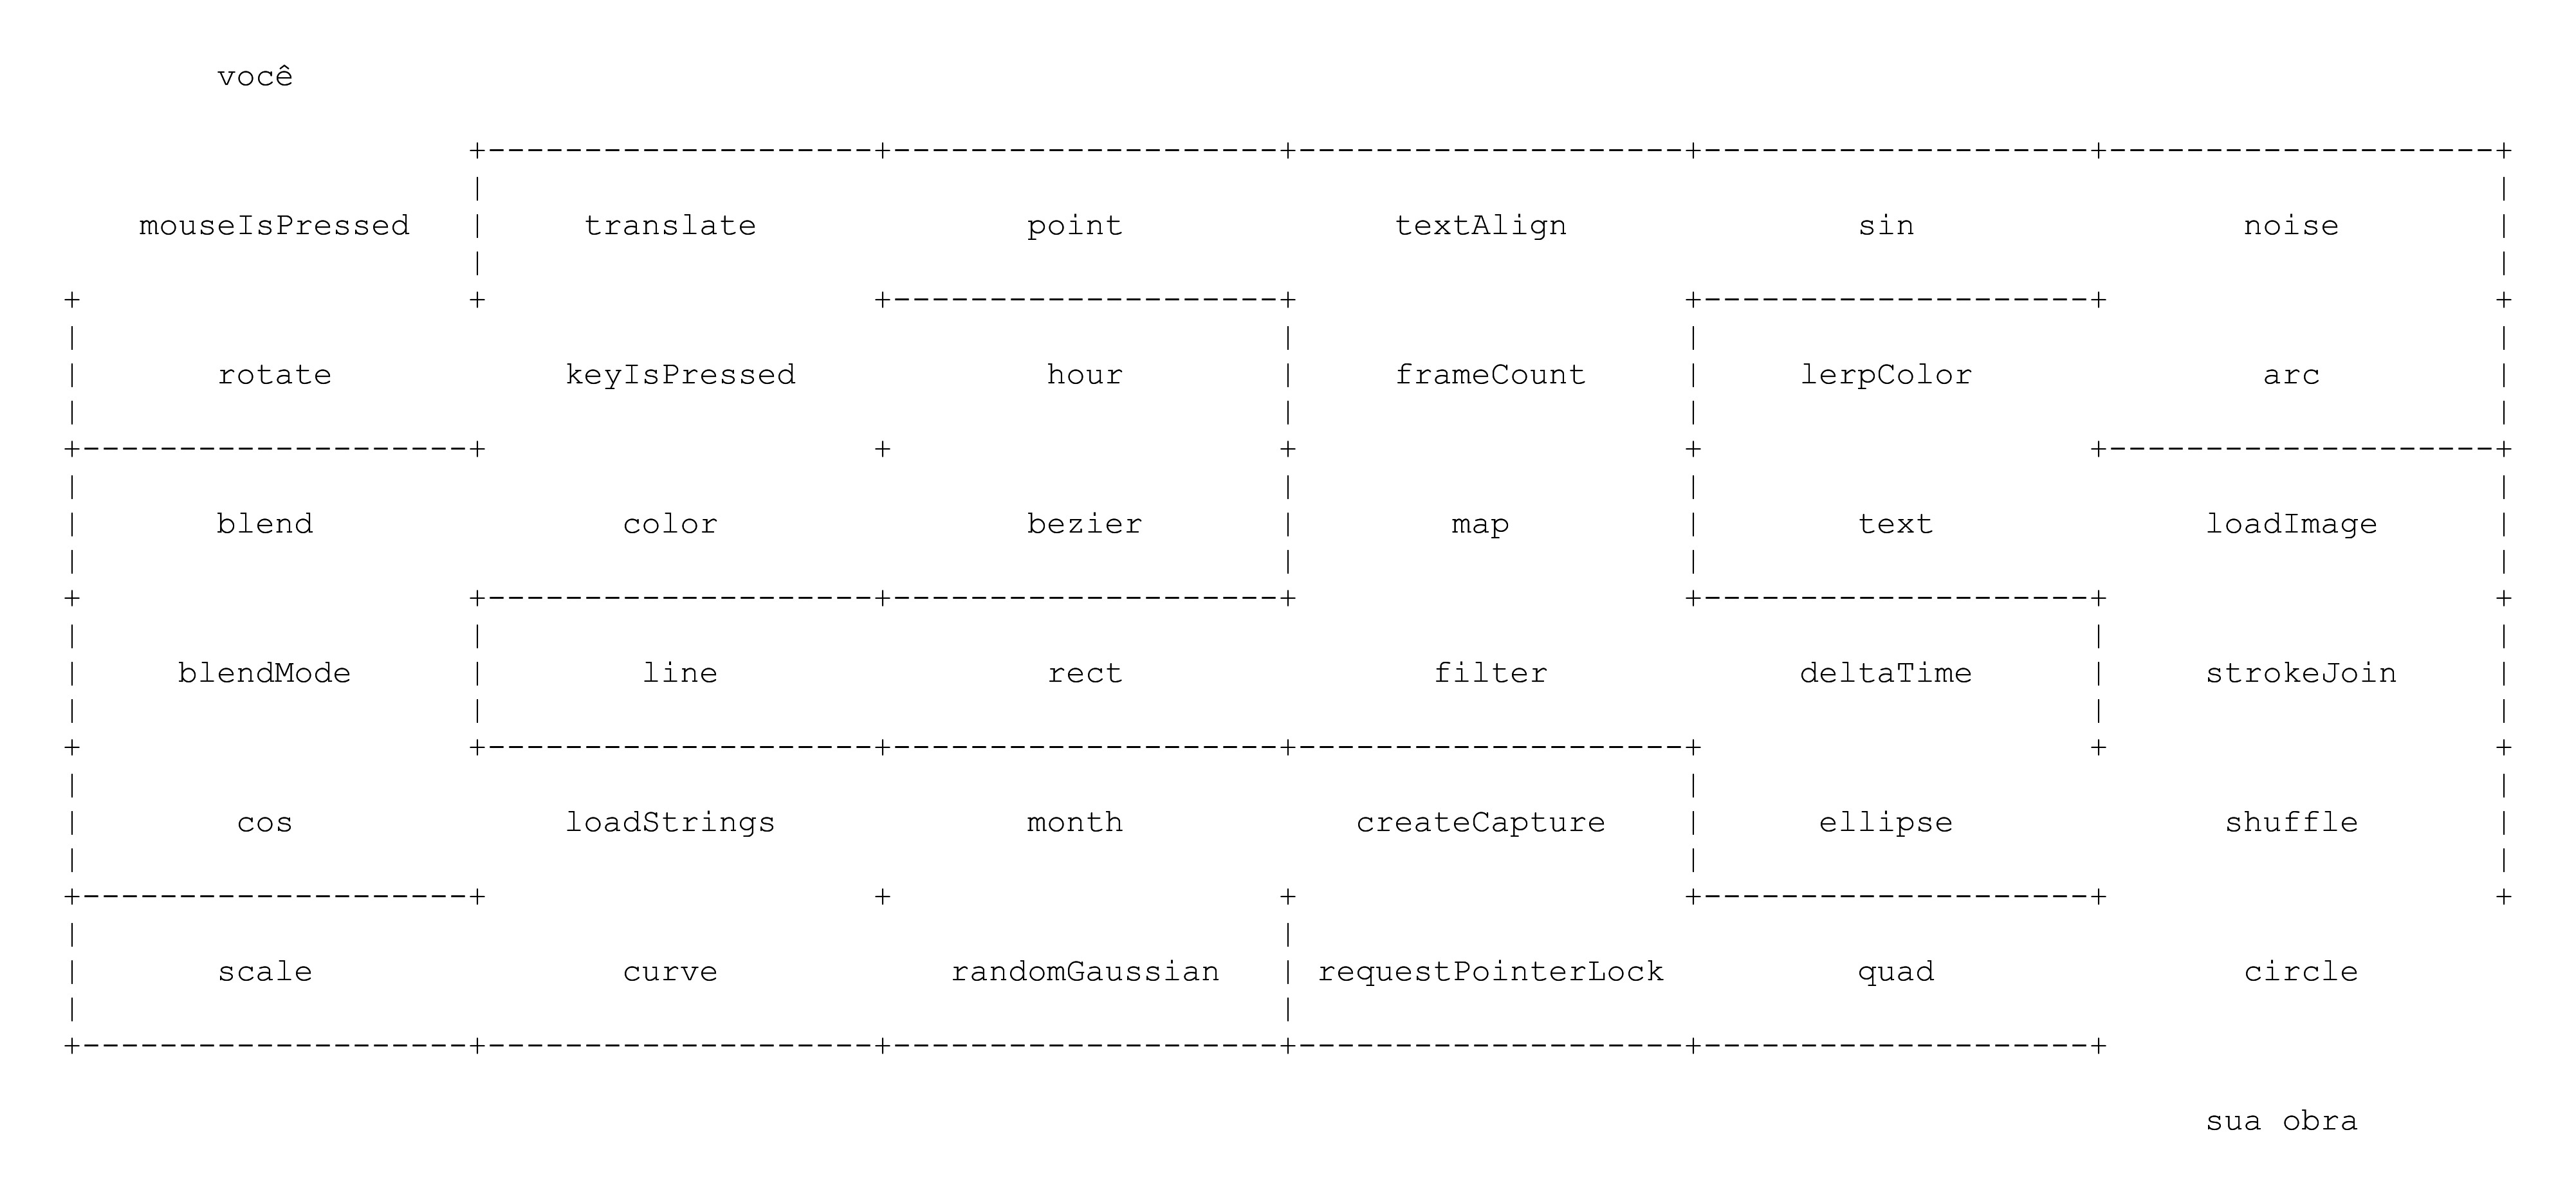 você
mouseIsPressed translate point textAlign sin noise
rotate keyIsPressed hour frameCount lerpColor arc
blend color bezier map text loadImage
blendMode line rect filter deltaTime strokeJoin
cos loadStrings month createCapture ellipse shuffle
scale curve randomGaussian requestPointerLock quad circle
sua obra